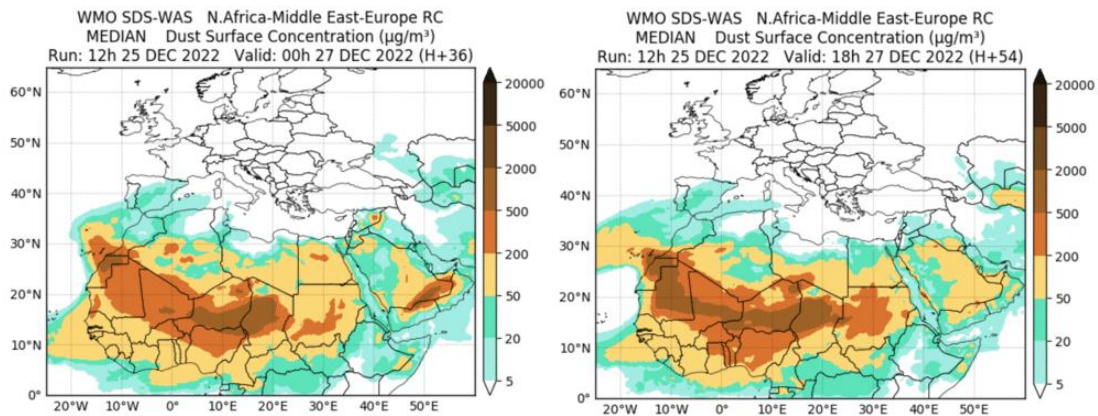 WMO SDS-WAS N.Africa-Middle East-Europe RC
MEDIAN Dust Surface Concentration (µg/m³)
Run: 12h 25 DEC 2022 Valid: 00h 27 DEC 2022 (H+36)
60°N
50°N
40°N
30°N
20°N
10°N
0°
20°W
10°W
0°
10°E
20°E
30°E
40°E
50°E
20000
5000
2000
500
200
50
20
5
WMO SDS-WAS N.Africa-Middle East-Europe RC
MEDIAN Dust Surface Concentration (µg/m³)
Run: 12h 25 DEC 2022 Valid: 18h 27 DEC 2022 (H+54)
60°N
50°N
40°N
30°N
20°N
10°N
0°
20°W
10°W
0°
10°E
20°E
30°E
40°E
50°E
20000
5000
2000
500
200
50
20
5